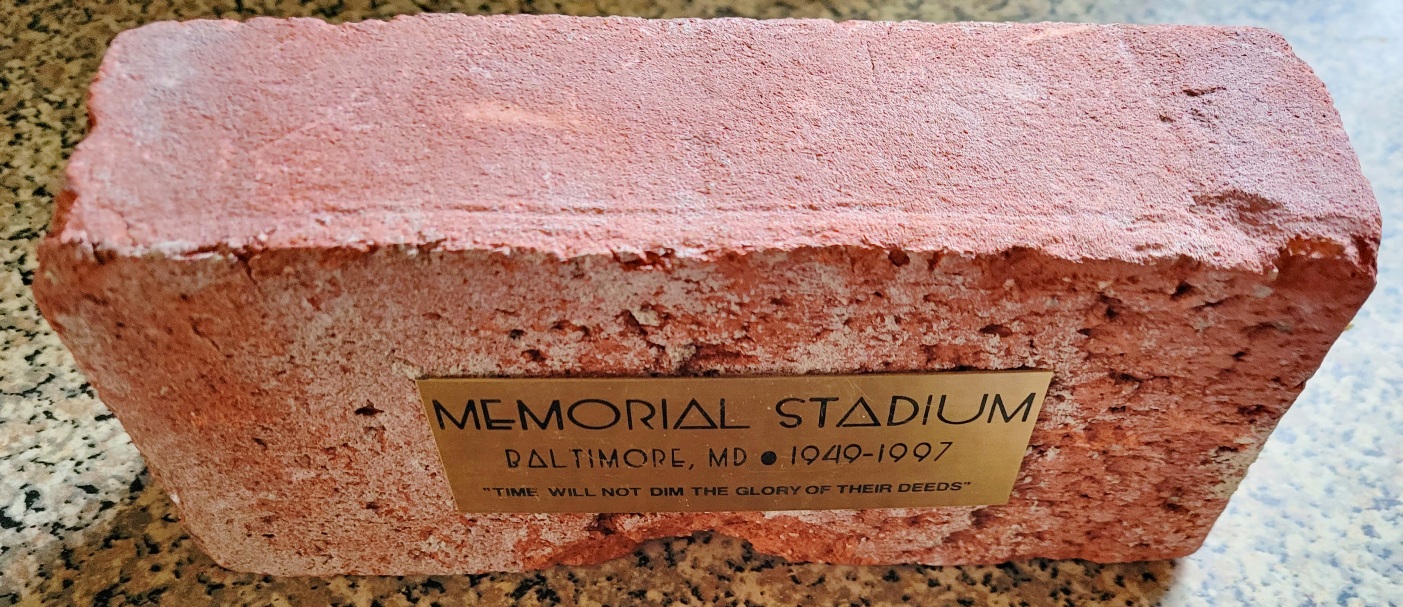 MEMORIAL STADIUM
BALTIMORE, MD • 1949-1997
"TIME WILL NOT DIM THE GLORY OF THEIR DEEDS"